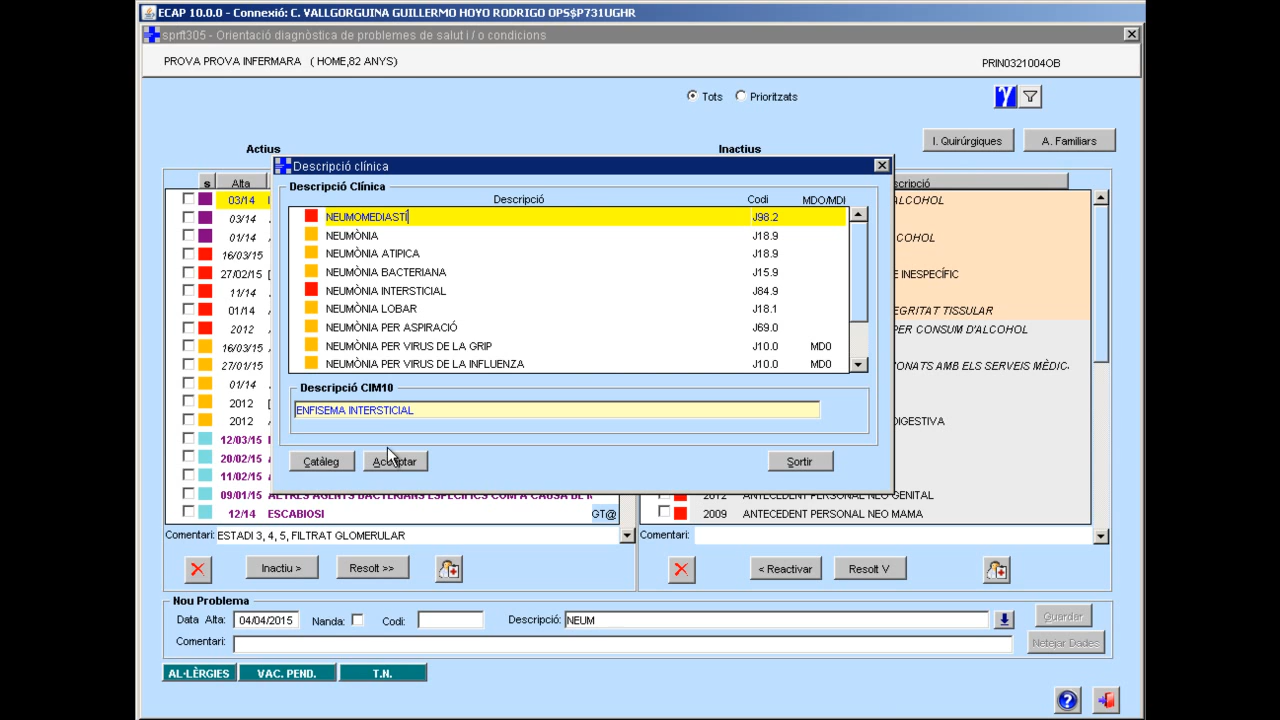 ECAP 10.0.0 - Connexió: C. VALLGORGUINA GUILLERMO HOYO RODRIGO OPS$P731UGHR
sprft305 - Orientació diagnòstica de problemes de salut i / o condicions
PROVA PROVA INFERMARA ( HOME,82 ANYS) PRIN0321004OB
Tots Prioritzats
I. Quirúrgiques A. Familiars
Actius Inactius
Descripció clínica
s Alta
Descripció Clínica
Descripció Codi MDO/MDI
NEUMOMEDIASTÍ J98.2
NEUMÒNIA J18.9
NEUMÒNIA ATIPICA J18.9
NEUMÒNIA BACTERIANA J15.9
NEUMÒNIA INTERSTICIAL J84.9
NEUMÒNIA LOBAR J18.1
NEUMÒNIA PER ASPIRACIÓ J69.0
NEUMÒNIA PER VIRUS DE LA GRIP J10.0 MD0
NEUMÒNIA PER VIRUS DE LA INFLUENZA J10.0 MD0
Descripció CIM10
ENFISEMA INTERSTICIAL
Catàleg Acceptar Sortir
03/14
03/14
01/14
16/03/15
27/02/15
11/14
01/14
2012
16/03/15
27/01/15
01/14
2012
2012
12/03/15
20/02/15
11/02/15
09/01/15 ALTRES AGENTS BACTERIANS ESPECÍFICS COM A CAUSA DE
12/14 ESCABIOSI GT@
INESPECÍFIC
TISSULAR
PER CONSUM D'ALCOHOL
AMB ELS SERVEIS MÈDIC
2012 ANTECEDENT PERSONAL NEO GENITAL
2009 ANTECEDENT PERSONAL NEO MAMA
Comentari: ESTADI 3, 4, 5, FILTRAT GLOMERULAR
Comentari:
Inactiu > Resolt >> < Reactivar Resolt V
Nou Problema
Data Alta: 04/04/2015 Nanda: Codi: Descripció: NEUM Guardar
Comentari: Netejar Dades
AL·LÈRGIES VAC. PEND. T.N.